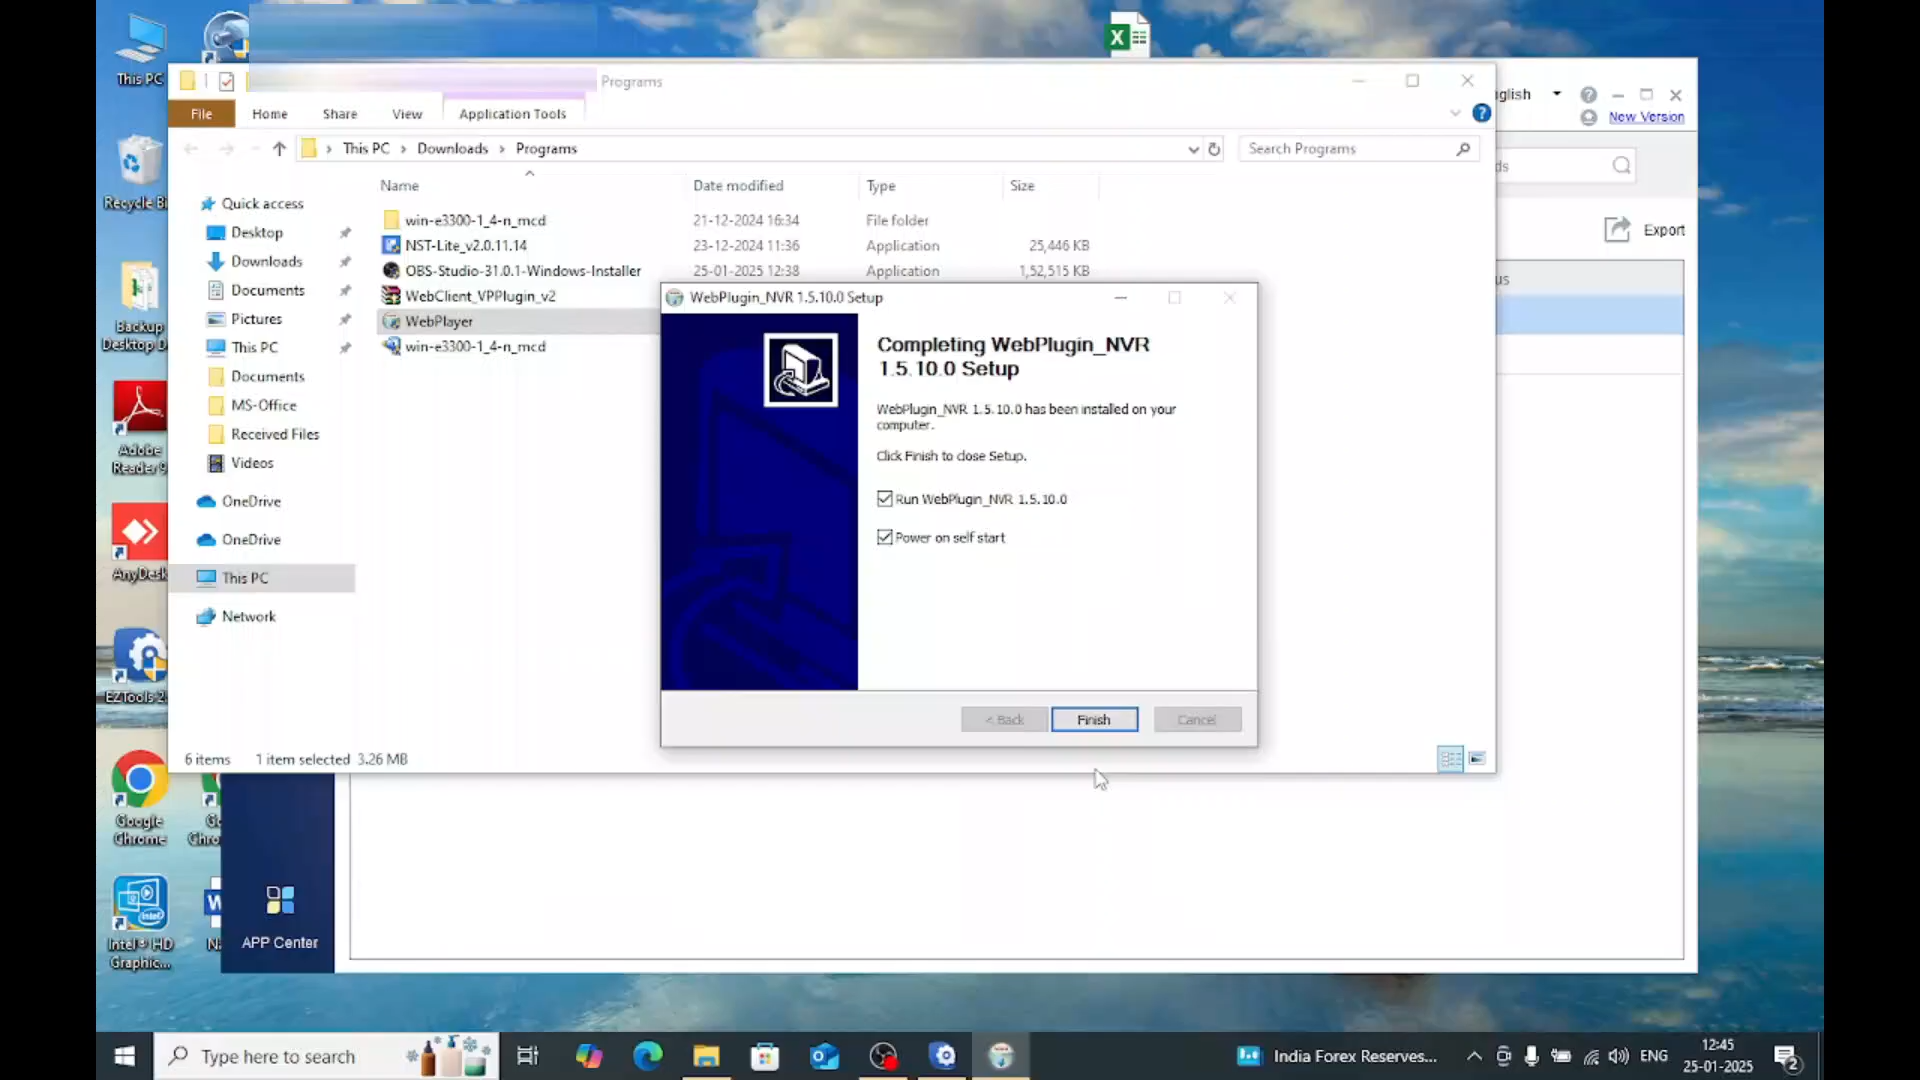 This PC
Recycle Bi
Backup
Desktop D
Adobe
Reader 9
AnyDesk
EZTools-2
Google
Chrome
Chro
Intel® HD
Graphic...
Programs
File
Home
Share
View
Application Tools
This PC > Downloads > Programs
Search Programs
Name
Date modified
Type
Size
win-e3300-1_4-n_mcd
21-12-2024 16:34
File folder
NST-Lite_v2.0.11.14
23-12-2024 11:36
Application
25,446 KB
OBS-Studio-31.0.1-Windows-Installer
25-01-2025 12:38
Application
1,52,515 KB
WebClient_VPPlugin_v2
WebPlayer
win-e3300-1_4-n_mcd
Quick access
Desktop
Downloads
Documents
Pictures
This PC
Documents
MS-Office
Received Files
Videos
OneDrive
OneDrive
This PC
Network
6 items
1 item selected 3.26 MB
WebPlugin_NVR 1.5.10.0 Setup
Completing WebPlugin_NVR
1.5.10.0 Setup
WebPlugin_NVR 1.5.10.0 has been installed on your
computer.
Click Finish to close Setup.
Run WebPlugin_NVR 1.5.10.0
Power on self start
< Back
Finish
Cancel
glish
New Version
ds
Export
us
APP Center
Type here to search
India Forex Reserves...
ENG
12:45
25-01-2025
2